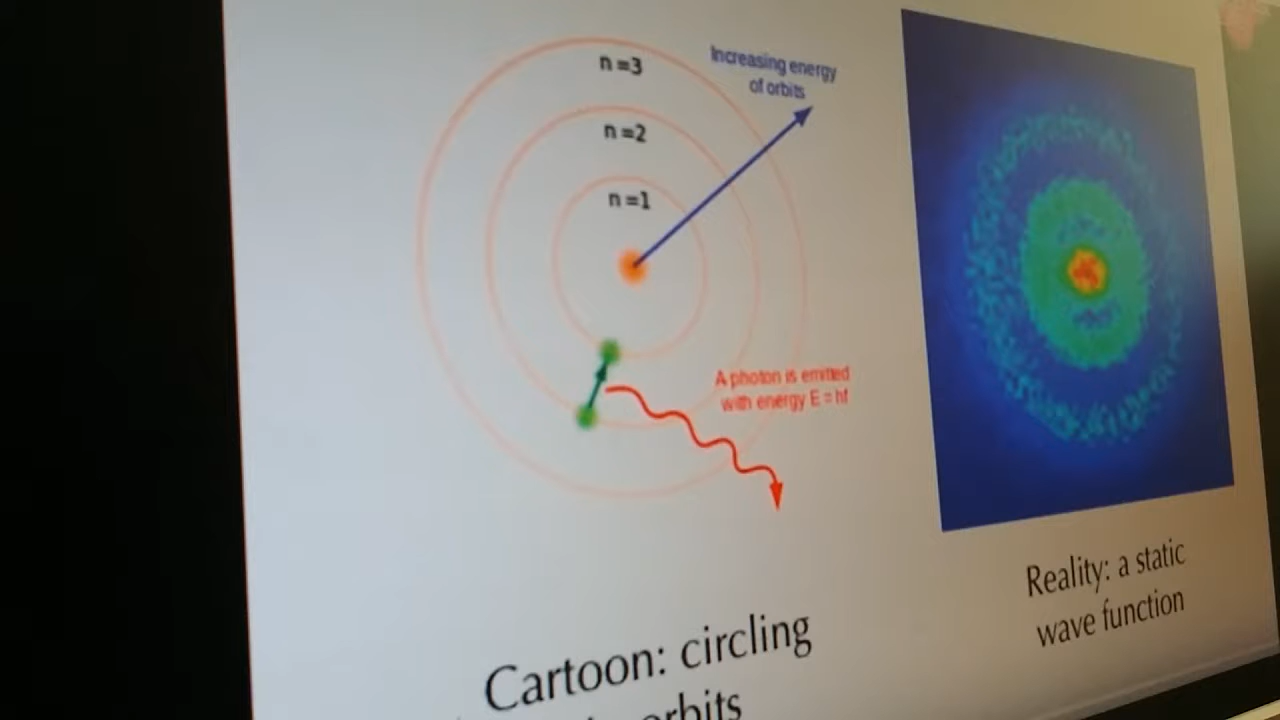 n=3
n=2
n=1
Increasing energy
of orbits
A photon is emitted
with energy E = hf
Cartoon: circling
orbits
Reality: a static
wave function